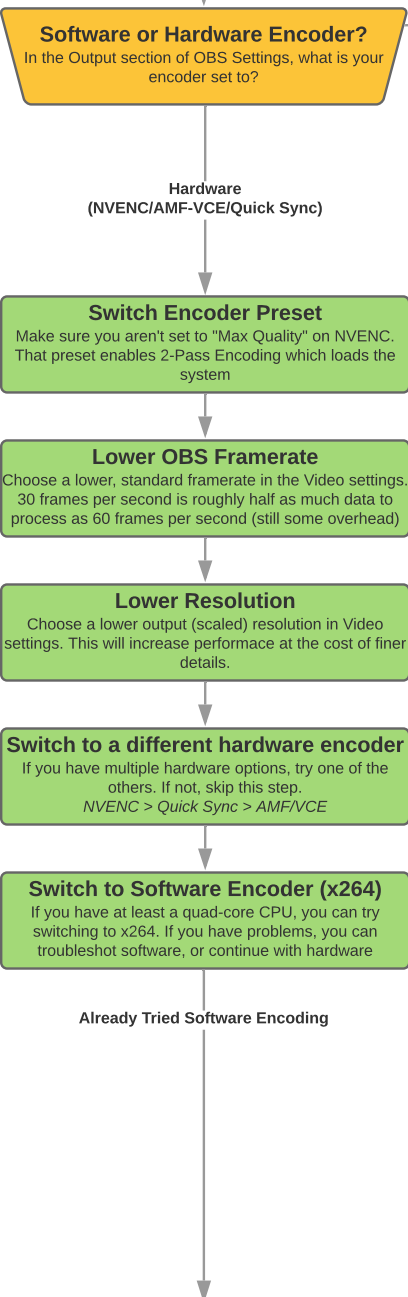 Software or Hardware Encoder?
In the Output section of OBS Settings, what is your
encoder set to?
Hardware
(NVENC/AMF-VCE/Quick Sync)
Switch Encoder Preset
Make sure you aren't set to "Max Quality" on NVENC.
That preset enables 2-Pass Encoding which loads the
system
Lower OBS Framerate
Choose a lower, standard framerate in the Video settings.
30 frames per second is roughly half as much data to
process as 60 frames per second (still some overhead)
Lower Resolution
Choose a lower output (scaled) resolution in Video
settings. This will increase performace at the cost of finer
details.
Switch to a different hardware encoder
If you have multiple hardware options, try one of the
others. If not, skip this step.
NVENC > Quick Sync > AMF/VCE
Switch to Software Encoder (x264)
If you have at least a quad-core CPU, you can try
switching to x264. If you have problems, you can
troubleshot software, or continue with hardware
Already Tried Software Encoding